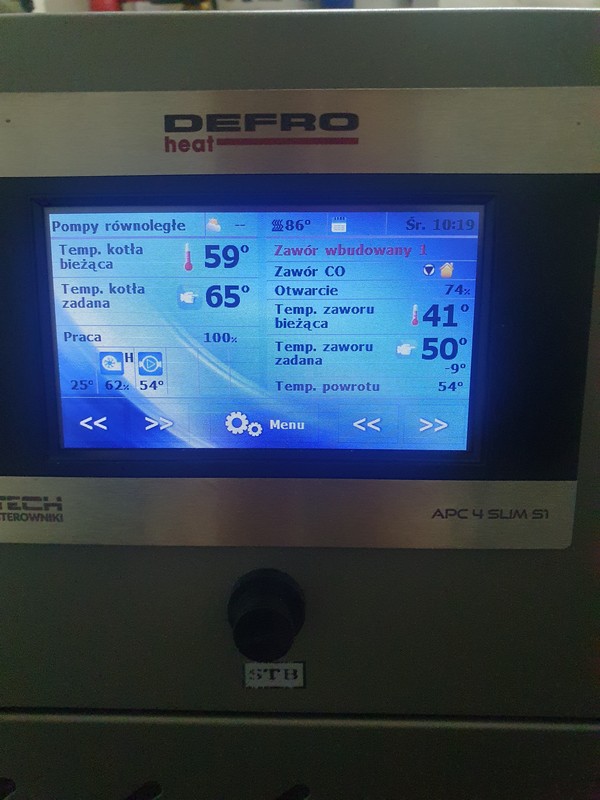 DEFRO
heat
Pompy równoległe -- 86° Śr. 10:19
Temp. kotła
bieżąca
59°
Temp. kotła
zadana
65°
Praca 100%
H
25° 62% 54°
Zawór wbudowany 1
Zawór CO
Otwarcie 74%
Temp. zaworu
bieżąca
41°
Temp. zaworu
zadana
50°
-9°
Temp. powrotu 54°
<< >> Menu << >>
TECH
STEROWNIKI
APC 4 SLIM S1
STB